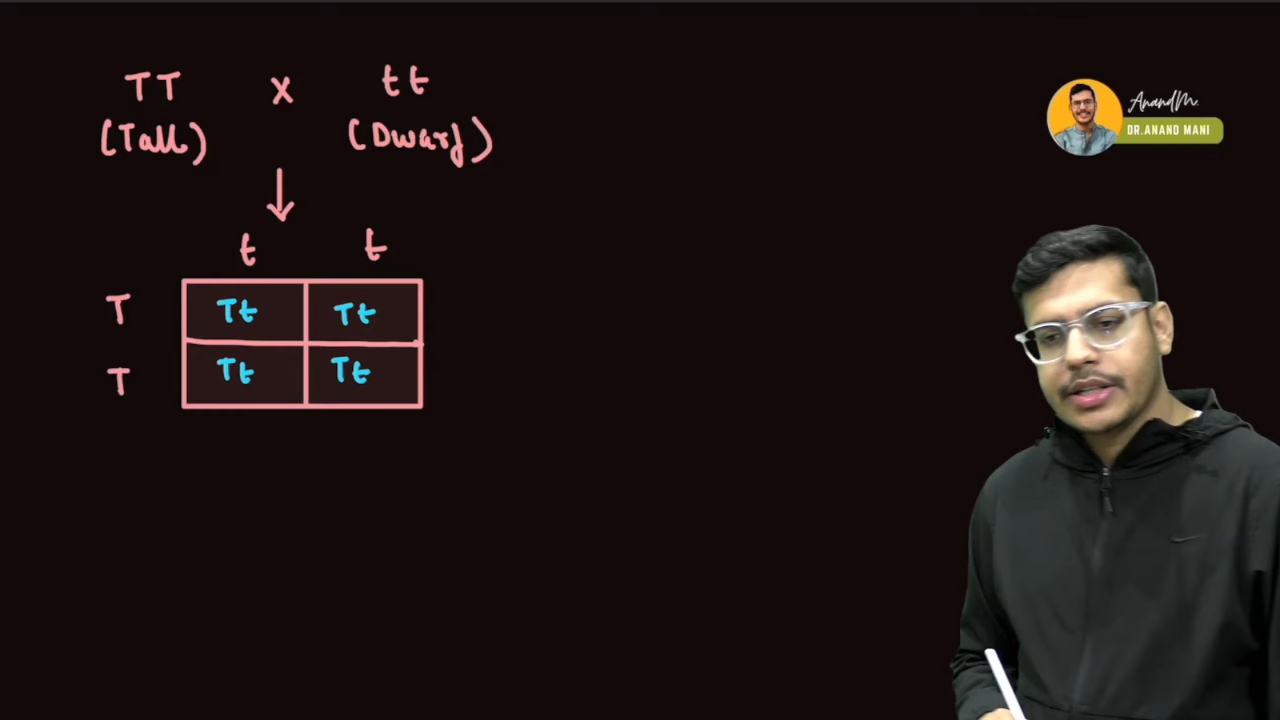 TT x tt
(Tall) (Dwarf)
t t
T Tt Tt
T Tt Tt
AnandM.
DR.ANAND MANI